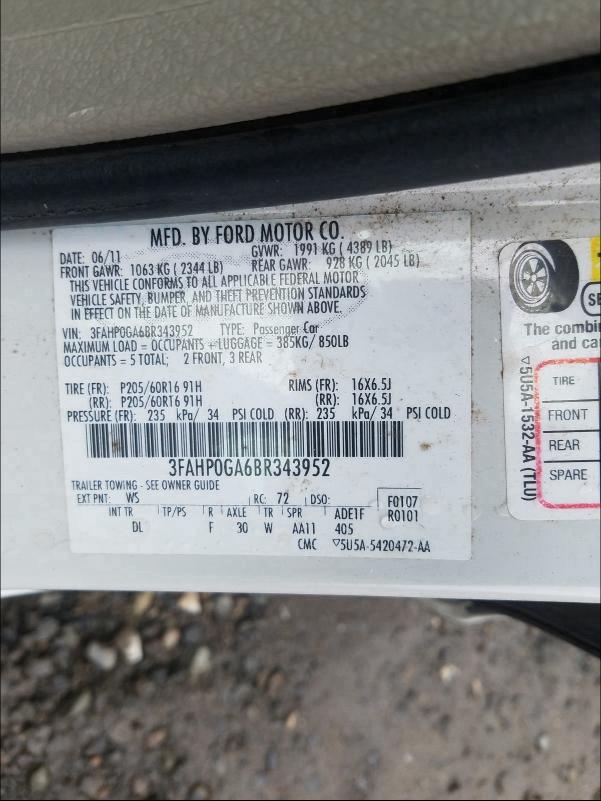 MFD. BY FORD MOTOR CO.
DATE: 06/11 GVWR: 1991 KG ( 4389 LB)
FRONT GAWR: 1063 KG ( 2344 LB) REAR GAWR: 928 KG ( 2045 LB)
THIS VEHICLE CONFORMS TO ALL APPLICABLE FEDERAL MOTOR
VEHICLE SAFETY, BUMPER, AND THEFT PREVENTION STANDARDS
IN EFFECT ON THE DATE OF MANUFACTURE SHOWN ABOVE.
VIN: 3FAHP0GA6BR343952 TYPE: Passenger Car
MAXIMUM LOAD = OCCUPANTS + LUGGAGE = 385KG/ 850LB
OCCUPANTS = 5 TOTAL; 2 FRONT, 3 REAR
TIRE (FR): P205/60R16 91H RIMS (FR): 16X6.5J
(RR): P205/60R16 91H (RR): 16X6.5J
PRESSURE (FR): 235 kPa/ 34 PSI COLD (RR): 235 kPa/ 34 PSI COLD
3FAHP0GA6BR343952
TRAILER TOWING - SEE OWNER GUIDE
EXT PNT: WS RC: 72 DSO: F0107
INT TR TP/PS R AXLE TR SPR ADE1F R0101
DL F 30 W AA11 405
CMC ▽5U5A-5420472-AA
The combin
and car
TIRE
FRONT
REAR
SPARE
▽5U5A-1532-AA (TLU)